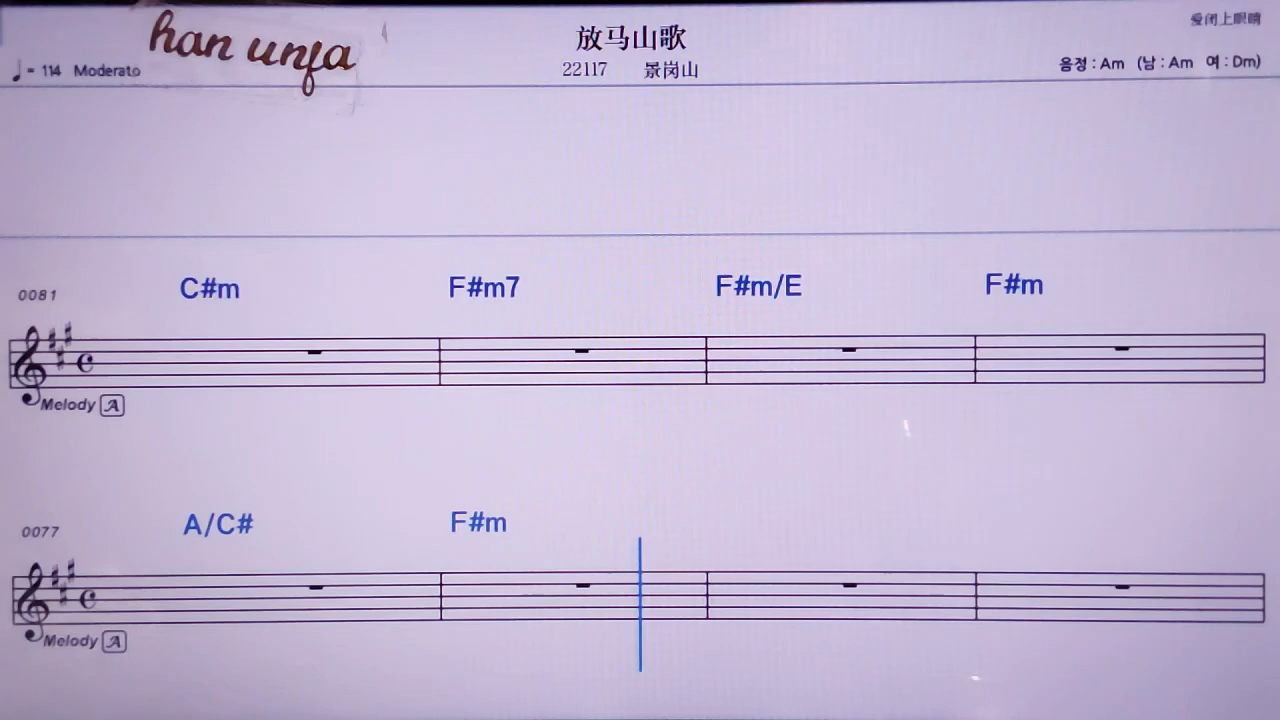 han unfa
放马山歌
爱闭上眼睛
♩= 114 Moderato
22117 景岗山
음정 : Am (남 : Am 여 : Dm)
0081 C#m F#m7 F#m/E F#m
Melody A
0077 A/C# F#m
Melody A